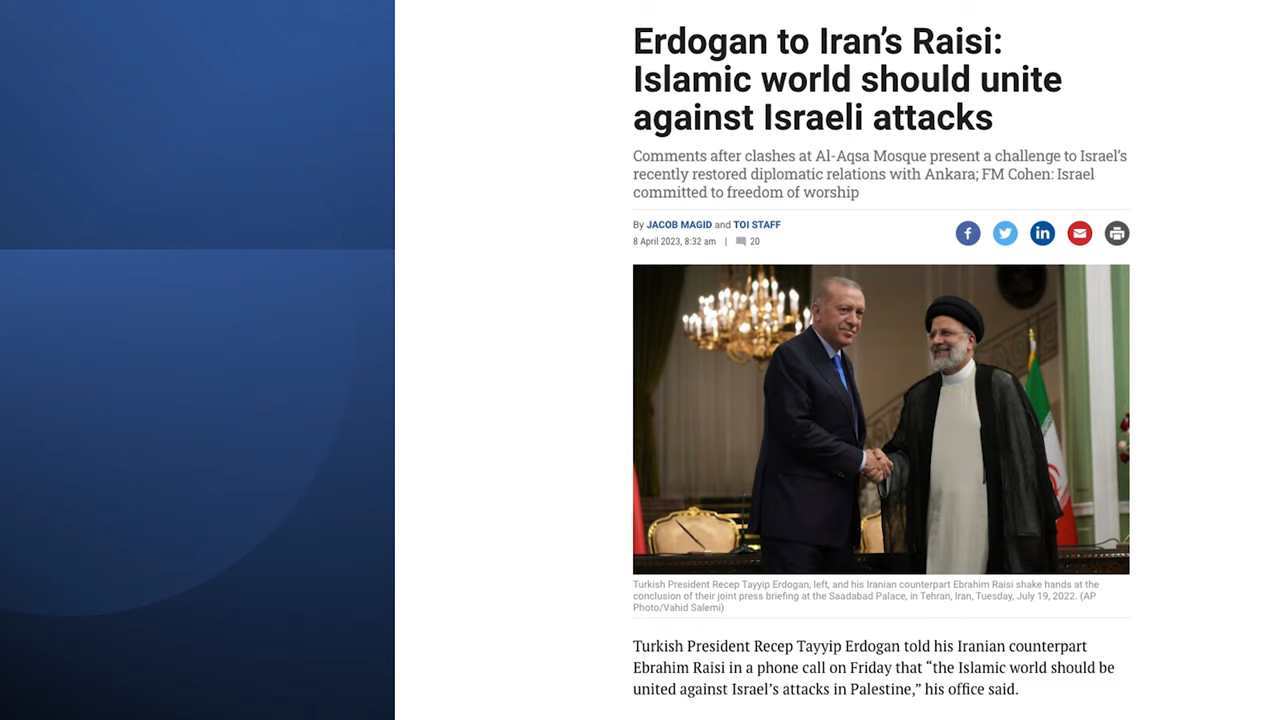 Erdogan to Iran’s Raisi:
Islamic world should unite
against Israeli attacks
Comments after clashes at Al-Aqsa Mosque present a challenge to Israel’s
recently restored diplomatic relations with Ankara; FM Cohen: Israel
committed to freedom of worship
By JACOB MAGID and TOI STAFF
8 April 2023, 8:32 am | 20
Turkish President Recep Tayyip Erdogan, left, and his Iranian counterpart Ebrahim Raisi shake hands at the
conclusion of their joint press briefing at the Saadabad Palace, in Tehran, Iran, Tuesday, July 19, 2022. (AP
Photo/Vahid Salemi)
Turkish President Recep Tayyip Erdogan told his Iranian counterpart
Ebrahim Raisi in a phone call on Friday that “the Islamic world should be
united against Israel’s attacks in Palestine,” his office said.